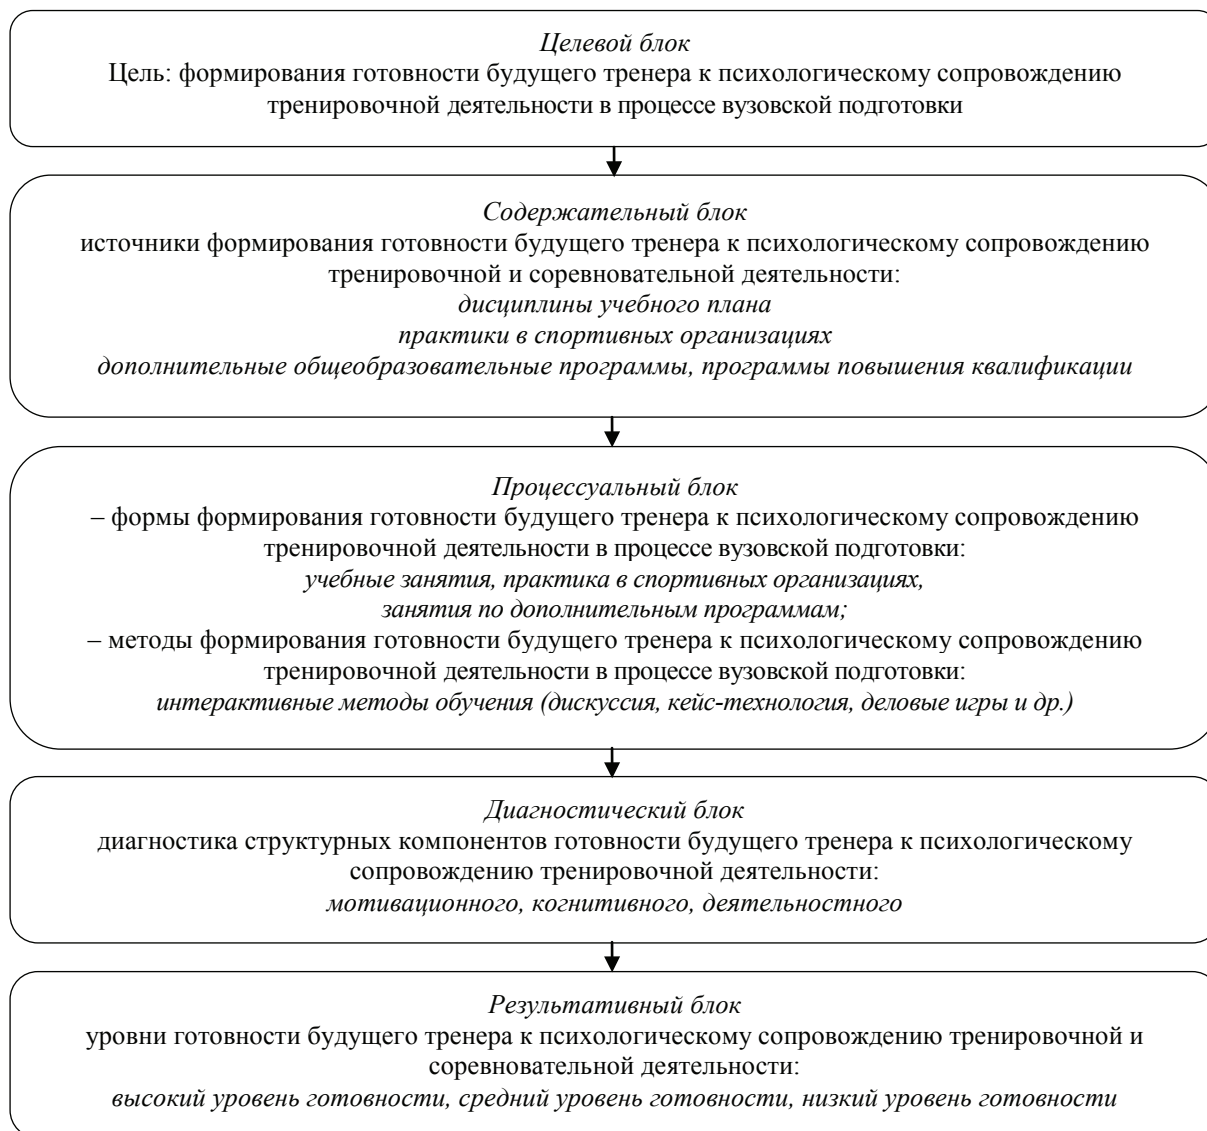 Целевой блок
Цель: формирования готовности будущего тренера к психологическому сопровождению
тренировочной деятельности в процессе вузовской подготовки
Содержательный блок
источники формирования готовности будущего тренера к психологическому сопровождению
тренировочной и соревновательной деятельности:
дисциплины учебного плана
практики в спортивных организациях
дополнительные общеобразовательные программы, программы повышения квалификации
Процессуальный блок
– формы формирования готовности будущего тренера к психологическому сопровождению
тренировочной деятельности в процессе вузовской подготовки:
учебные занятия, практика в спортивных организациях,
занятия по дополнительным программам;
– методы формирования готовности будущего тренера к психологическому сопровождению
тренировочной деятельности в процессе вузовской подготовки:
интерактивные методы обучения (дискуссия, кейс-технология, деловые игры и др.)
Диагностический блок
диагностика структурных компонентов готовности будущего тренера к психологическому
сопровождению тренировочной деятельности:
мотивационного, когнитивного, деятельностного
Результативный блок
уровни готовности будущего тренера к психологическому сопровождению тренировочной и
соревновательной деятельности:
высокий уровень готовности, средний уровень готовности, низкий уровень готовности